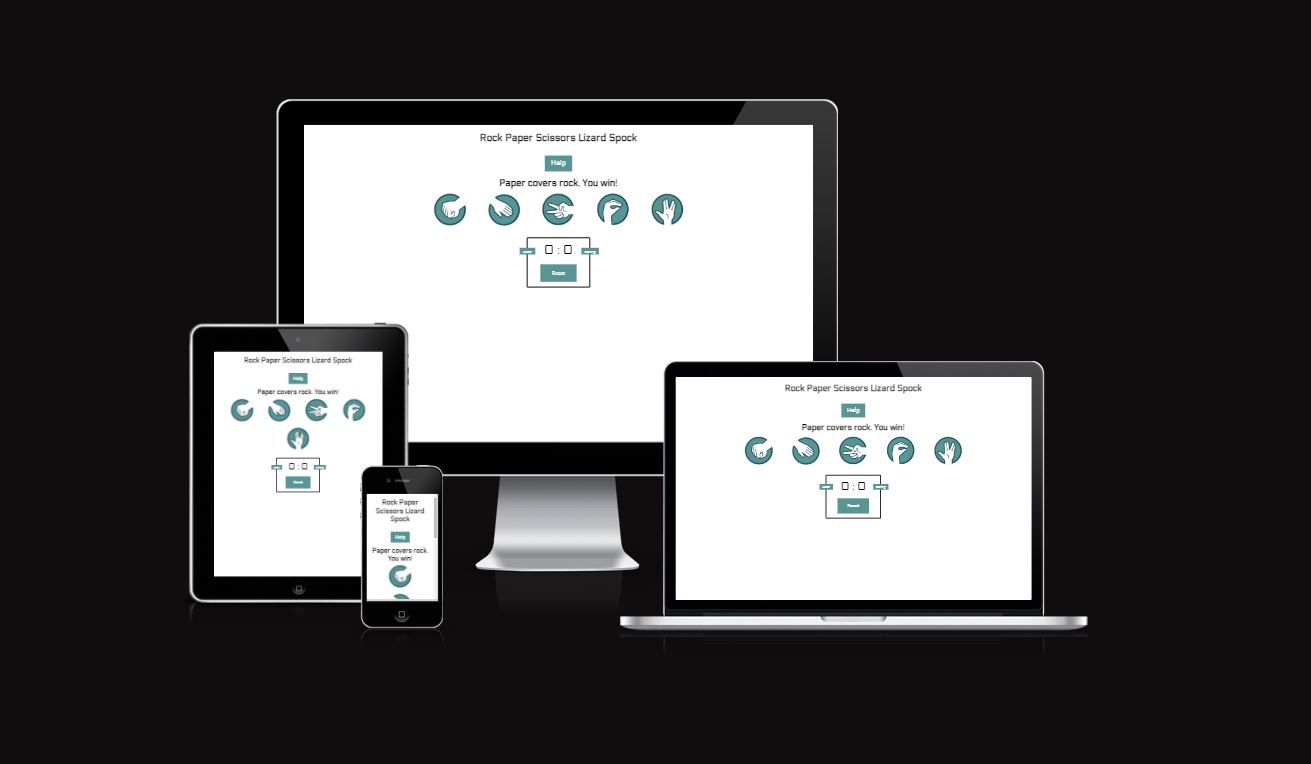 Rock Paper Scissors Lizard Spock
Help
Paper covers rock. You win!
0 : 0
Reset
Rock Paper Scissors Lizard Spock
Help
Paper covers rock. You win!
0 : 0
Reset
Rock Paper
Scissors Lizard
Spock
Help
Paper covers rock.
You win!
Rock Paper Scissors Lizard Spock
Help
Paper covers rock. You win!
0 : 0
Reset